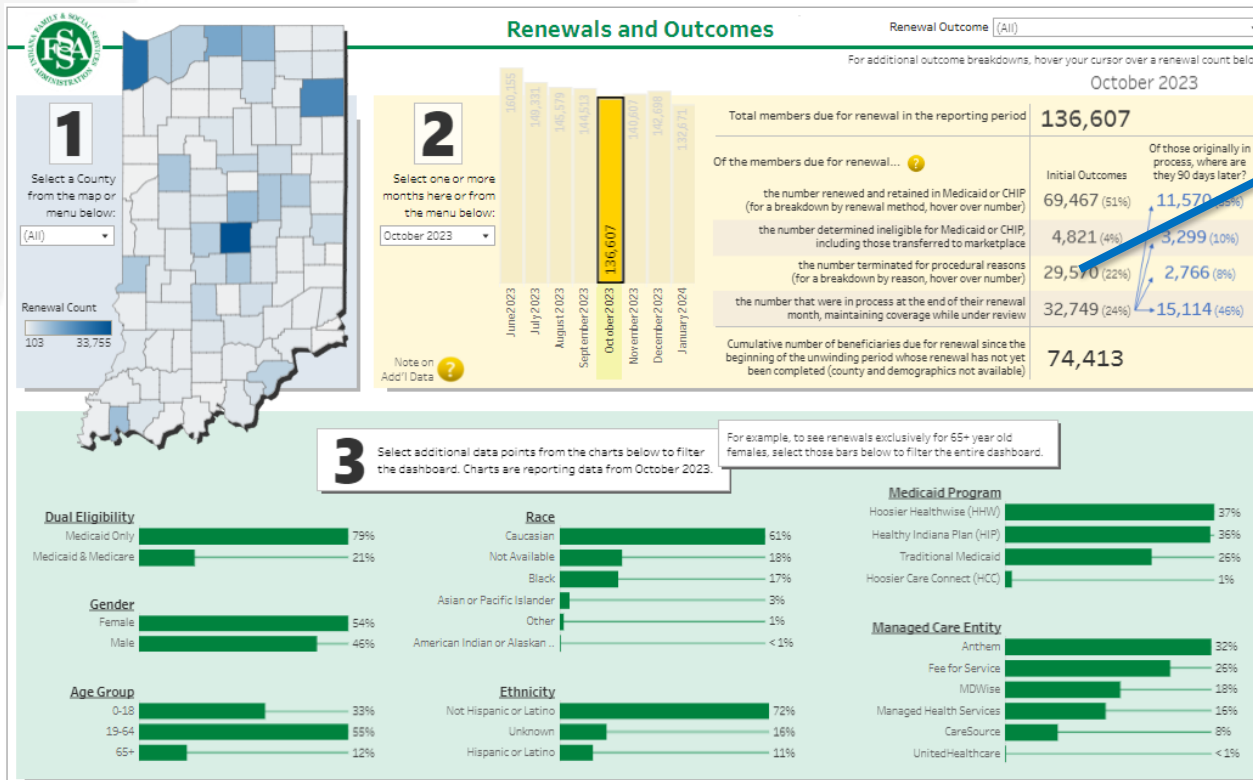 INDIANA FAMILY & SOCIAL SERVICES ADMINISTRATION
FSSA
Renewals and Outcomes
Renewal Outcome (All)
For additional outcome breakdowns, hover your cursor over a renewal count belo
1
Select a County
from the map or
menu below:
(All)
Renewal Count
103 33,755
2
Select one or more
months here or from
the menu below:
October 2023
Note on
Add'l Data ?
160,155
149,331
145,579
144,513
136,607
140,607
142,698
132,671
June2023
July2023
August2023
September2023
October2023
November2023
December2023
January2024
October 2023
Total members due for renewal in the reporting period 136,607
Of the members due for renewal... ?
Initial Outcomes
Of those originally in
process, where are
they 90 days later?
the number renewed and retained in Medicaid or CHIP
(for a breakdown by renewal method, hover over number)
69,467 (51%) 11,570
the number determined ineligible for Medicaid or CHIP,
including those transferred to marketplace
4,821 (4%) 3,299 (10%)
the number terminated for procedural reasons
(for a breakdown by reason, hover over number)
29,570 (22%) 2,766 (8%)
the number that were in process at the end of their renewal
month, maintaining coverage while under review
32,749 (24%) 15,114 (46%)
Cumulative number of beneficiaries due for renewal since the
beginning of the unwinding period whose renewal has not yet
been completed (county and demographics not available)
74,413
3
Select additional data points from the charts below to filter
the dashboard. Charts are reporting data from October 2023.
For example, to see renewals exclusively for 65+ year old
females, select those bars below to filter the entire dashboard.
Dual Eligibility
Medicaid Only 79%
Medicaid & Medicare 21%
Gender
Female 54%
Male 46%
Age Group
0-18 33%
19-64 55%
65+ 12%
Race
Caucasian 61%
Not Available 18%
Black 17%
Asian or Pacific Islander 3%
Other 1%
American Indian or Alaskan .. < 1%
Ethnicity
Not Hispanic or Latino 72%
Unknown 16%
Hispanic or Latino 11%
Medicaid Program
Hoosier Healthwise (HHW) 37%
Healthy Indiana Plan (HIP) 36%
Traditional Medicaid 26%
Hoosier Care Connect (HCC) 1%
Managed Care Entity
Anthem 32%
Fee for Service 26%
MDWise 18%
Managed Health Services 16%
CareSource 8%
UnitedHealthcare < 1%